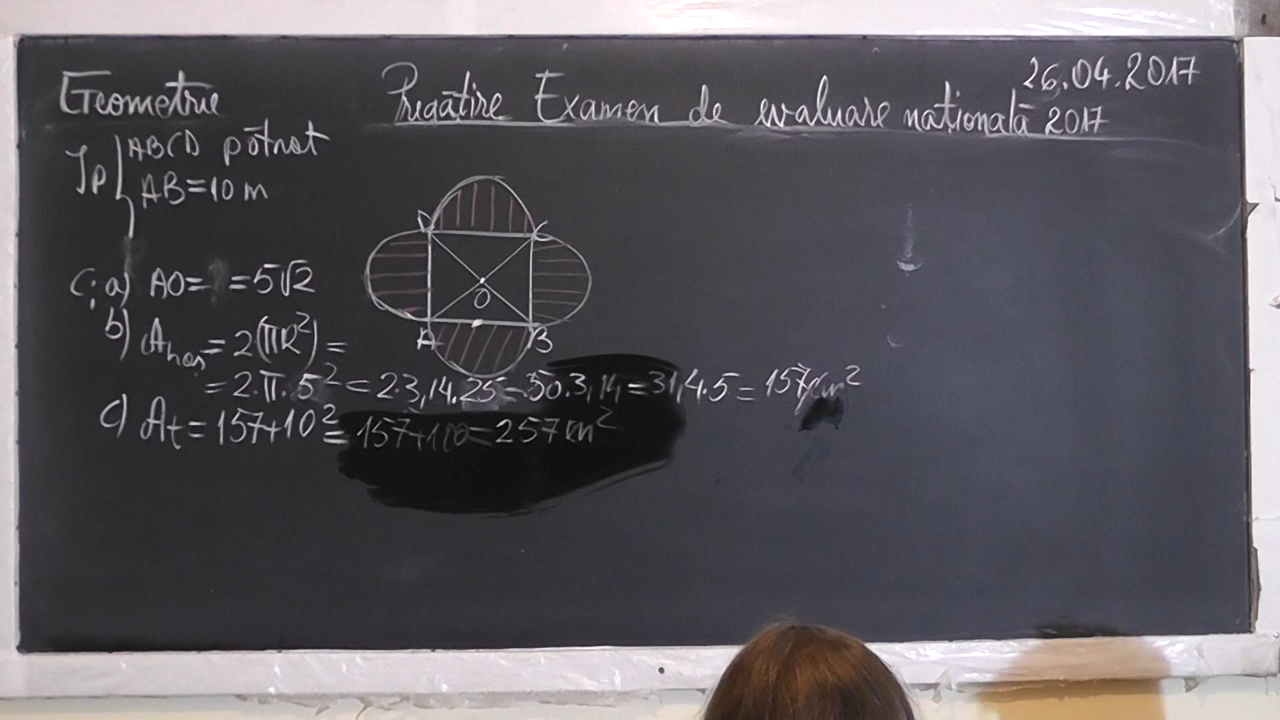 26.04.2017
Geometrie Pregătire Examen de evaluare națională 2017
Ip ABCD pătrat
AB=10 m
D C
O
A B
C; a) AO= =5√2
b) Ahaș=2(πR²)=
=2.π.5²=2.3,14.25=50.3,14=31,4.5=157 m²
c) At=157+10²=157+100=257 m²